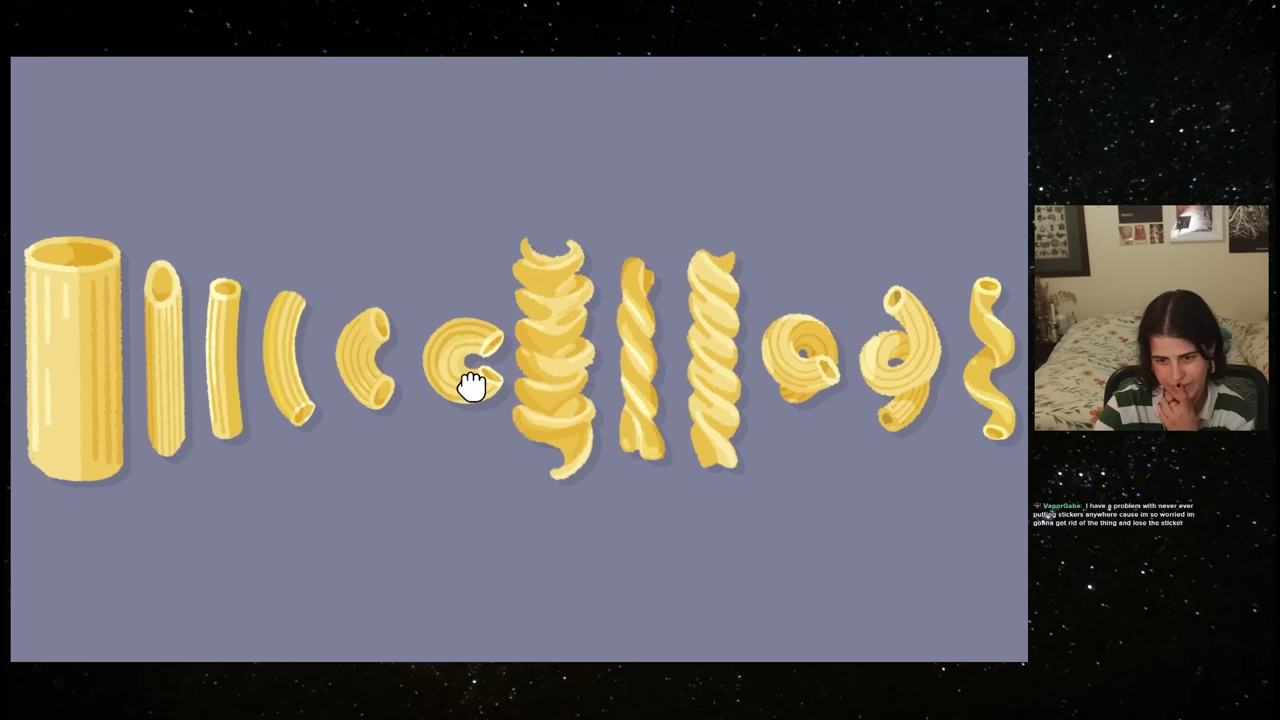 VaporGabe: I have a problem with never ever
putting stickers anywhere cause im so worried im
gonna get rid of the thing and lose the sticker